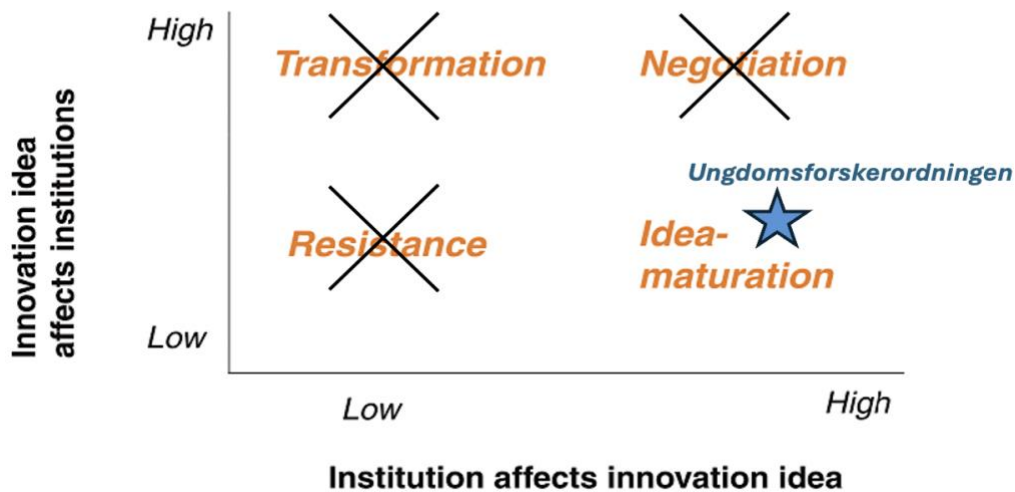 High
Transformation
Negotiation
Innovation idea
affects institutions
Ungdomsforskerordningen
Resistance
Idea-
maturation
Low
Low
High
Institution affects innovation idea